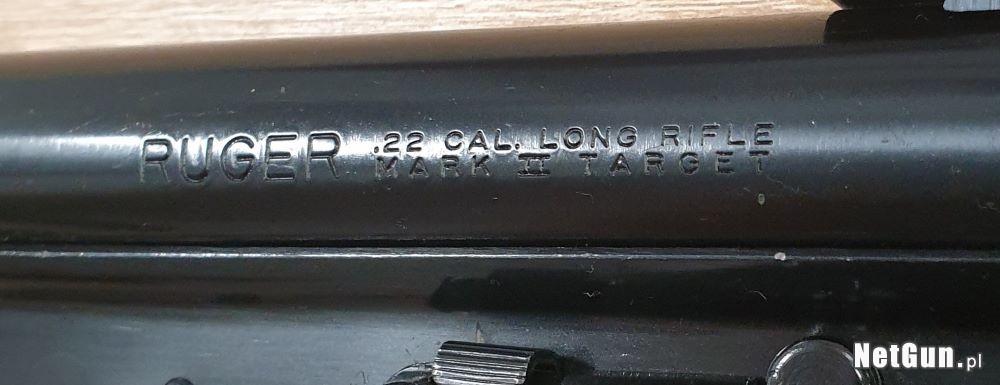 RUGER .22 CAL. LONG RIFLE
MARK II TARGET
NetGun.pl